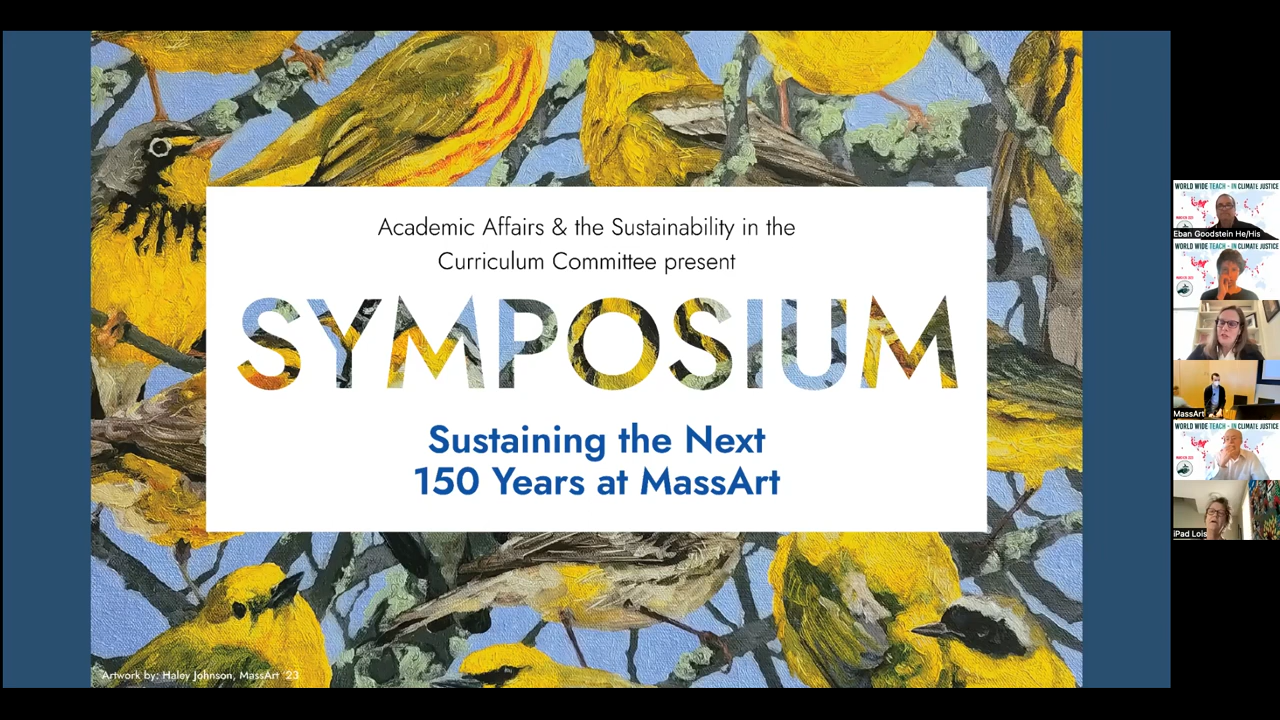 Academic Affairs & the Sustainability in the
Curriculum Committee present
SYMPOSIUM
Sustaining the Next
150 Years at MassArt
Artwork by: Haley Johnson, MassArt '23
WORLD WIDE TEACH - IN CLIMATE JUSTICE
Eban Goodstein He/His
WORLD WIDE TEACH - IN CLIMATE JUSTICE
MassArt
WORLD WIDE TEACH - IN CLIMATE JUSTICE
iPad Lois